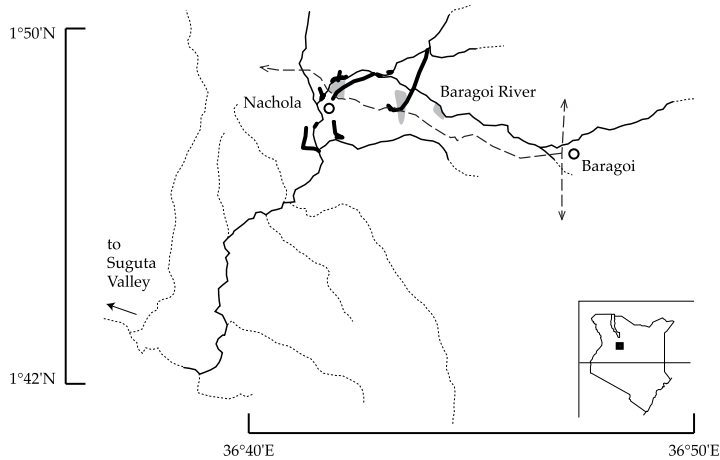 1°50'N
Baragoi River
Nachola
Baragoi
to
Suguta
Valley
1°42'N
36°40'E
36°50'E